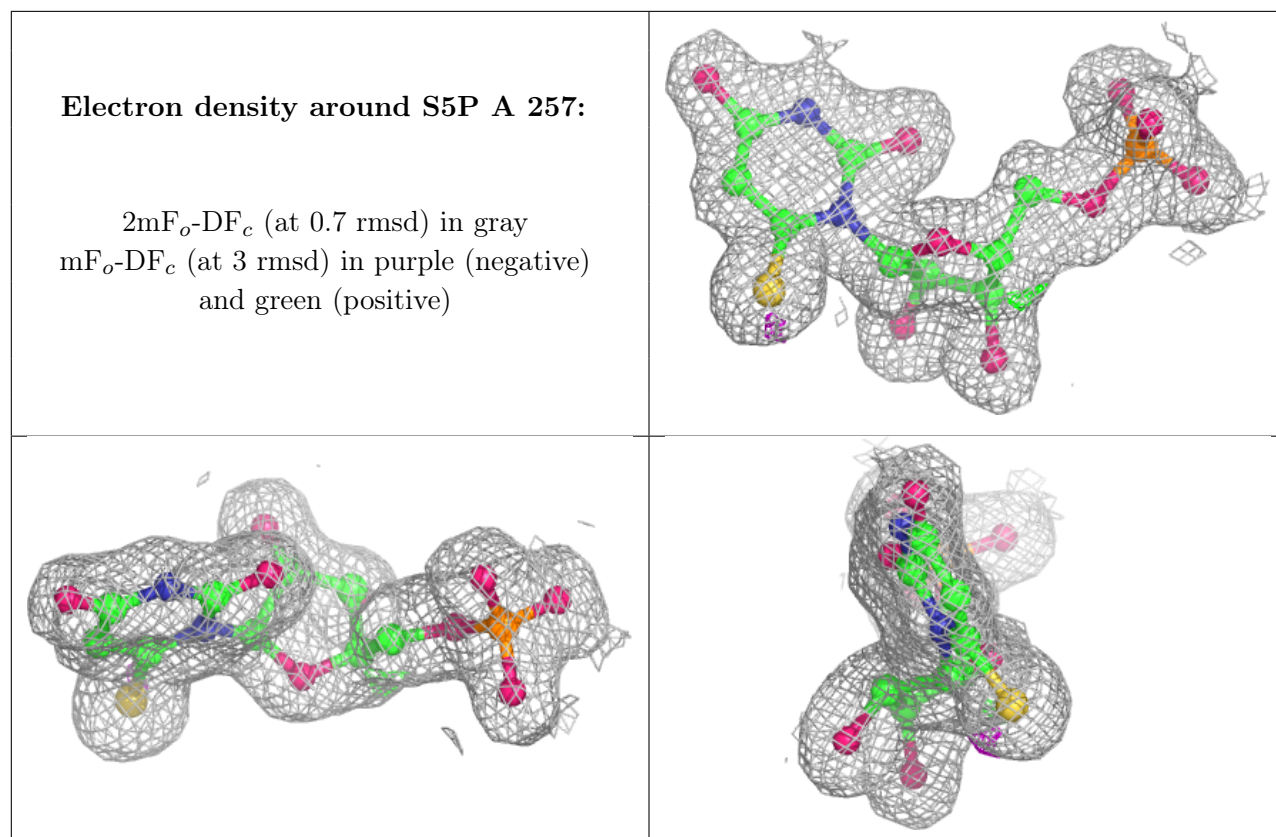 Electron density around S5P A 257:
2mFo-DFc (at 0.7 rmsd) in gray
mFo-DFc (at 3 rmsd) in purple (negative)
and green (positive)